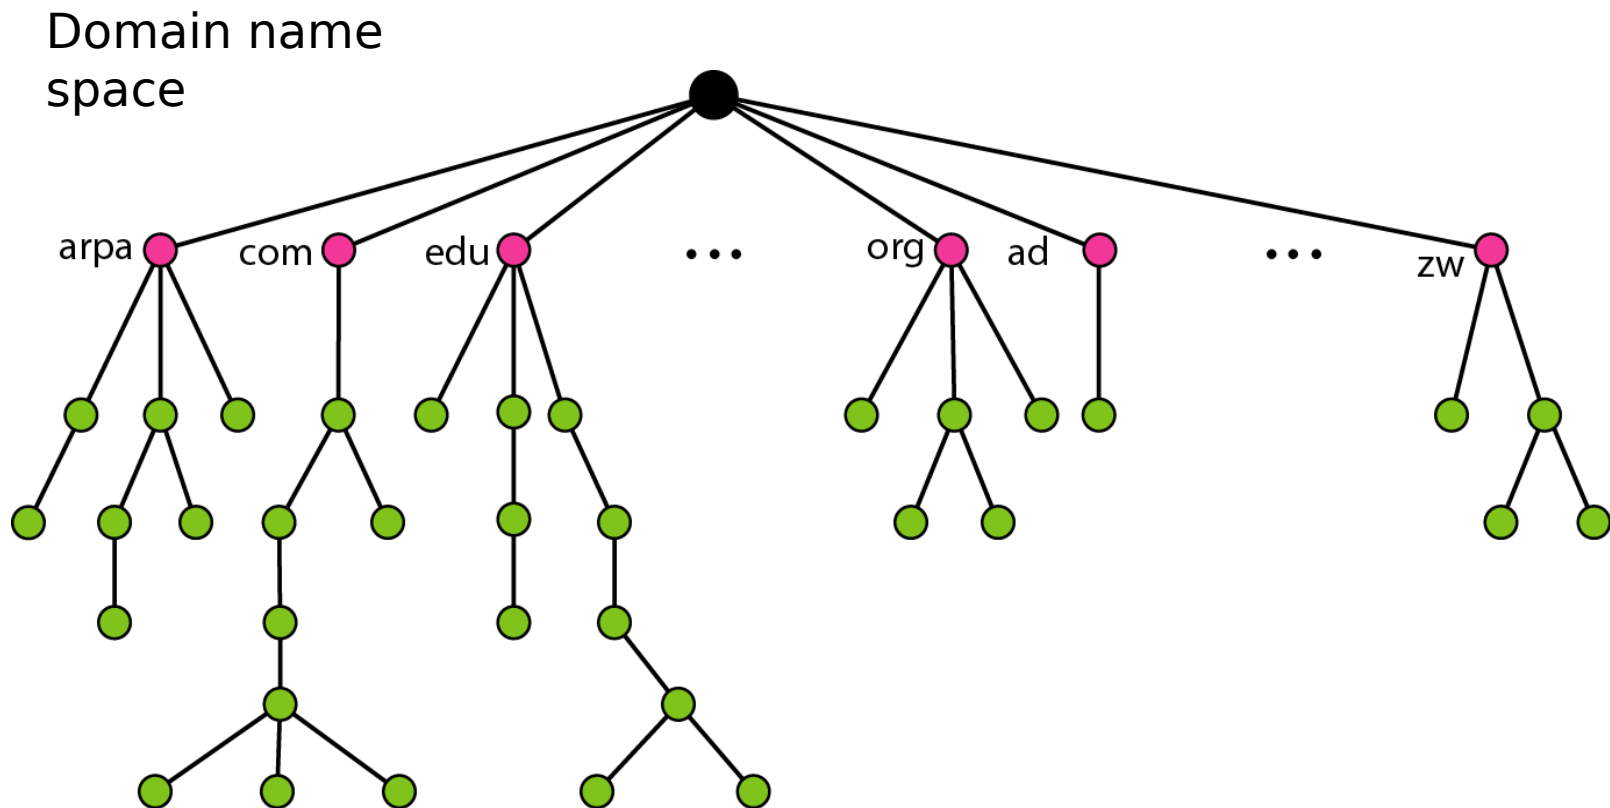 Domain name
space
arpa
com
edu
...
org
ad
...
zw